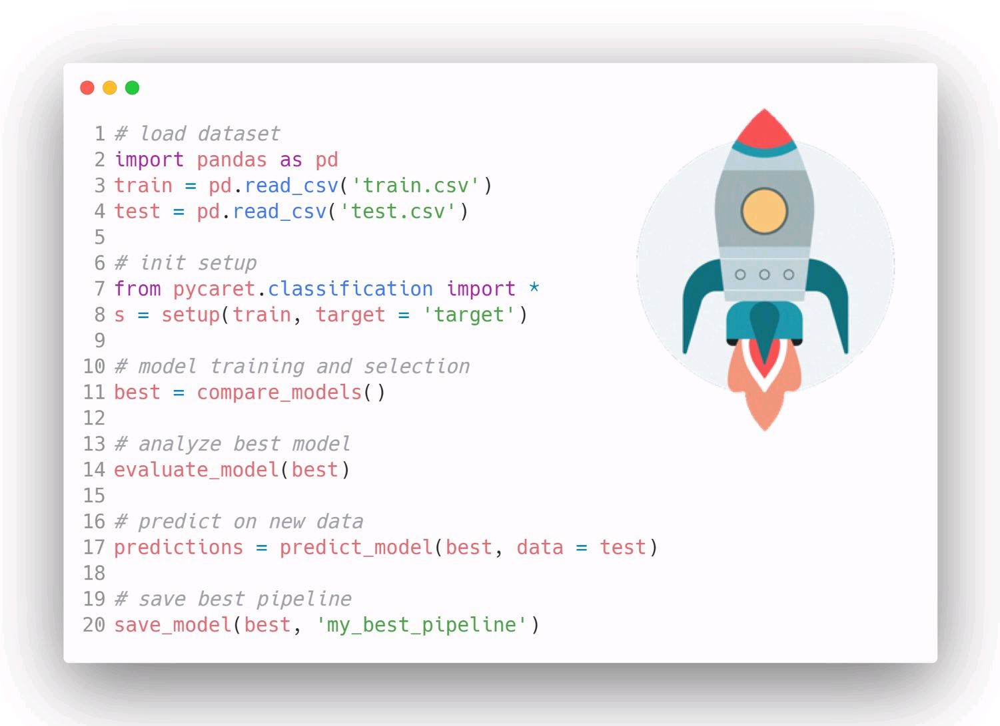 1 # load dataset
2 import pandas as pd
3 train = pd.read_csv('train.csv')
4 test = pd.read_csv('test.csv')
5
6 # init setup
7 from pycaret.classification import *
8 s = setup(train, target = 'target')
9
10 # model training and selection
11 best = compare_models()
12
13 # analyze best model
14 evaluate_model(best)
15
16 # predict on new data
17 predictions = predict_model(best, data = test)
18
19 # save best pipeline
20 save_model(best, 'my_best_pipeline')